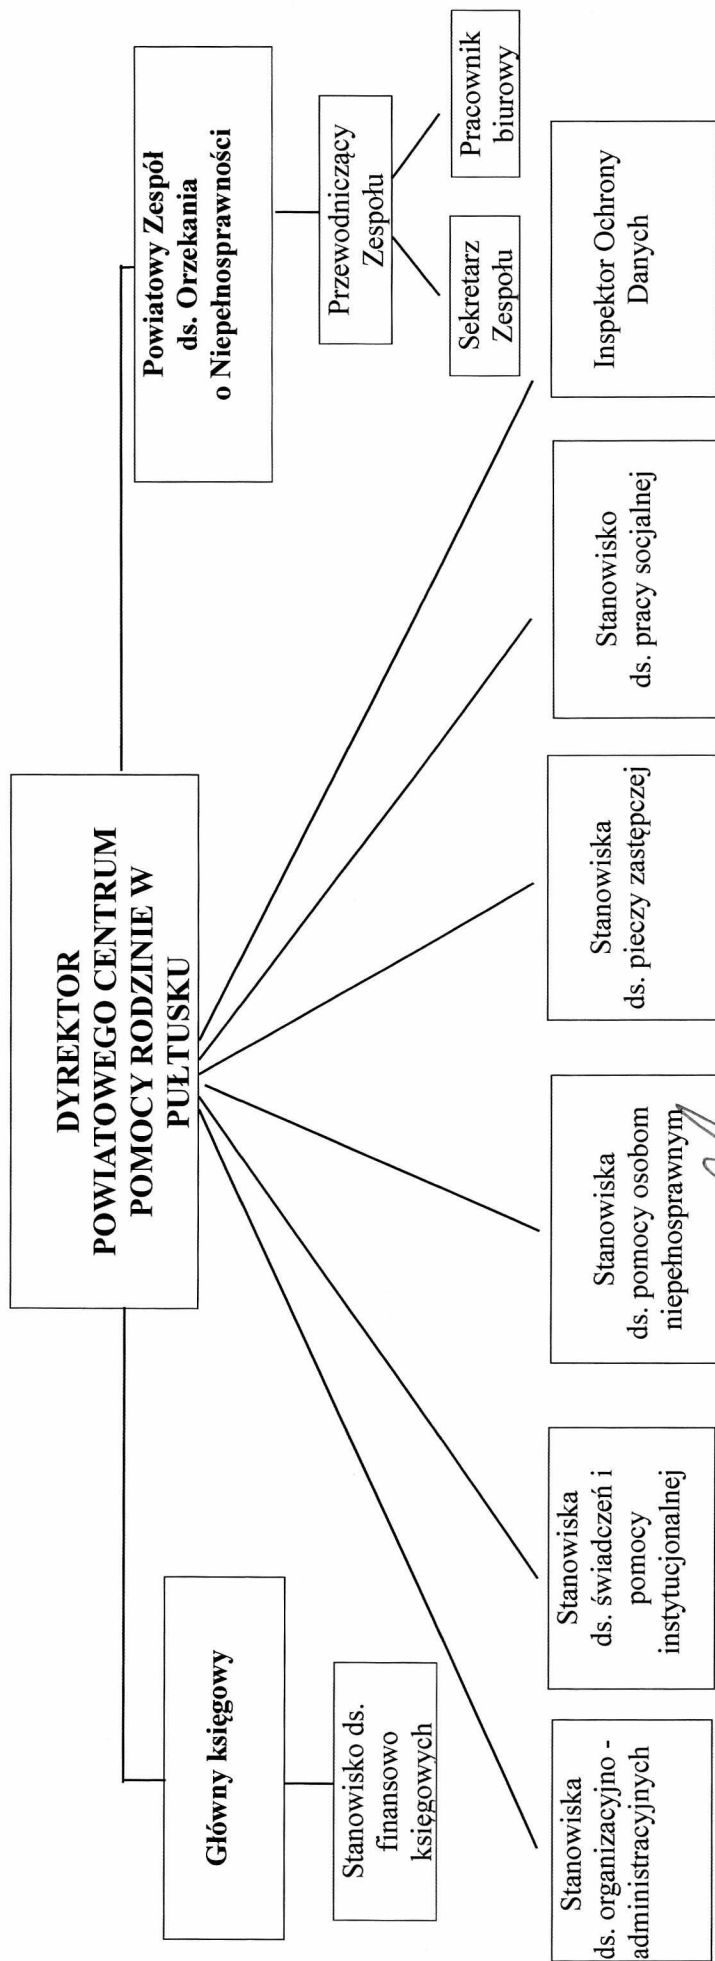 DYREKTOR
POWIATOWEGO CENTRUM
POMOCY RODZINIE W
PUŁTUSKU
Główny księgowy
Stanowisko ds.
finansowo
księgowych
Powiatowy Zespół
ds. Orzekania
o Niepełnosprawności
Przewodniczący
Zespołu
Sekretarz
Zespołu
Pracownik
biurowy
Stanowiska
ds. organizacyjno -
administracyjnych
Stanowiska
ds. świadczeń i
pomocy
instytucjonalnej
Stanowiska
ds. pomocy osobom
niepełnosprawnym
Stanowiska
ds. pieczy zastępczej
Stanowisko
ds. pracy socjalnej
Inspektor Ochrony
Danych